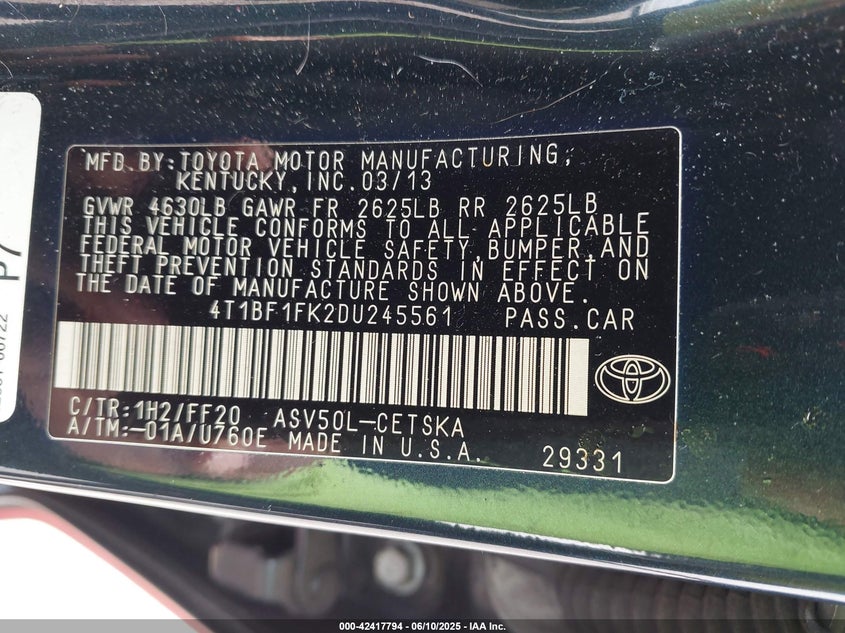 MFD.BY:TOYOTA MOTOR MANUFACTURING,
KENTUCKY,INC.03/13
GVWR 4630LB GAWR FR 2625LB RR 2625LB
THIS VEHICLE CONFORMS TO ALL APPLICABLE
FEDERAL MOTOR VEHICLE SAFETY,BUMPER,AND
THEFT PREVENTION STANDARDS IN EFFECT ON
THE DATE OF MANUFACTURE SHOWN ABOVE.
4T1BF1FK2DU245561 PASS.CAR
C/TR:1H2/FF20 ASV50L-CETSKA
A/TM:-01A/U760E MADE IN U.S.A.
29331
P7
000-42417794 - 06/10/2025 - IAA Inc.